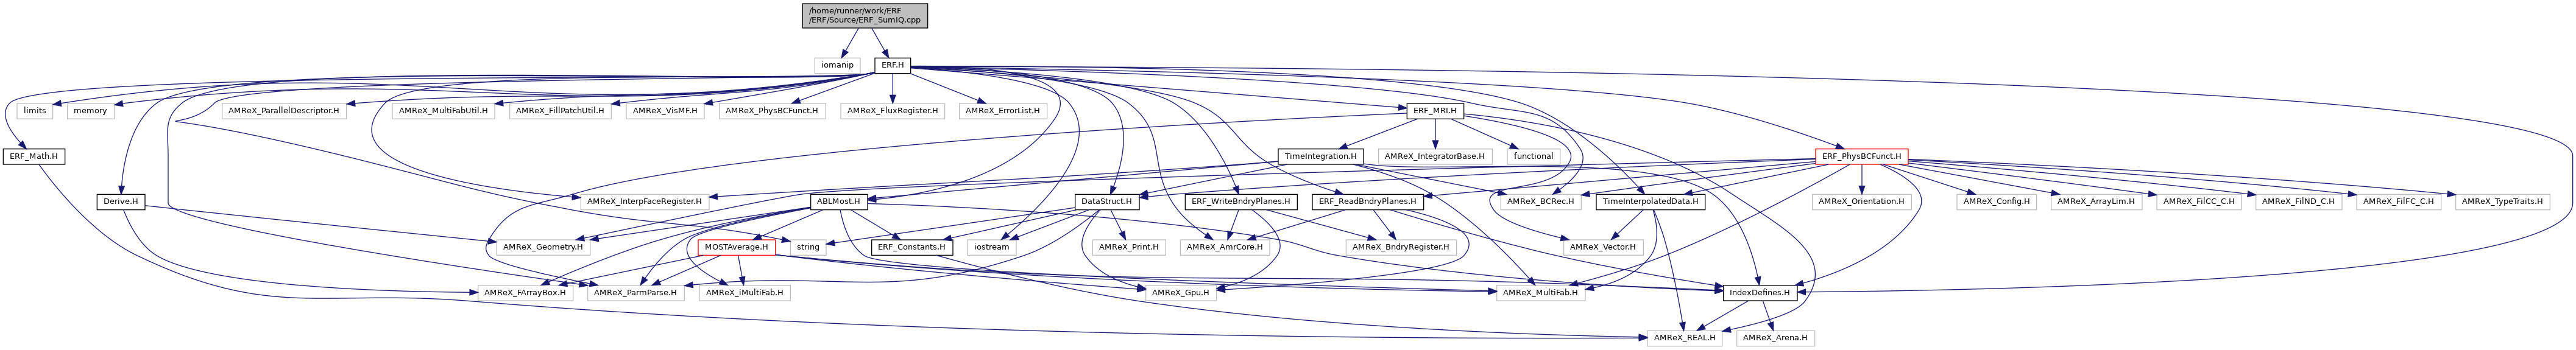 /home/runner/work/ERF
/ERF/Source/ERF_SumIQ.cpp
iomanip
ERF.H
limits
memory
AMReX_ParallelDescriptor.H
AMReX_MultiFabUtil.H
AMReX_FillPatchUtil.H
AMReX_VisMF.H
AMReX_PhysBCFunct.H
AMReX_FluxRegister.H
AMReX_ErrorList.H
ERF_MRI.H
ERF_Math.H
TimeIntegration.H
AMReX_IntegratorBase.H
functional
ERF_PhysBCFunct.H
Derive.H
AMReX_InterpFaceRegister.H
ABLMost.H
DataStruct.H
ERF_WriteBndryPlanes.H
ERF_ReadBndryPlanes.H
AMReX_BCRec.H
TimeInterpolatedData.H
AMReX_Orientation.H
AMReX_Config.H
AMReX_ArrayLim.H
AMReX_FilCC_C.H
AMReX_FilND_C.H
AMReX_FilFC_C.H
AMReX_TypeTraits.H
AMReX_Geometry.H
MOSTAverage.H
string
ERF_Constants.H
iostream
AMReX_Print.H
AMReX_AmrCore.H
AMReX_BndryRegister.H
AMReX_Vector.H
AMReX_FArrayBox.H
AMReX_ParmParse.H
AMReX_iMultiFab.H
AMReX_Gpu.H
AMReX_MultiFab.H
IndexDefines.H
AMReX_REAL.H
AMReX_Arena.H